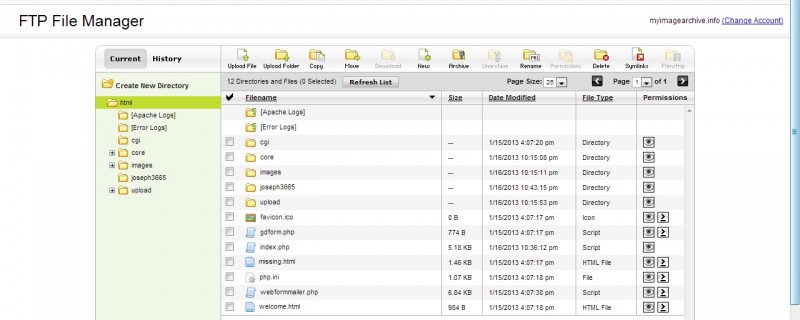 FTP File Manager
myimagearchive.info (Change Account)
Current History
Upload File Upload Folder Copy Move Download New Archive Unarchive Rename Permissions Delete Symlinks Filmstrip
12 Directories and Files (0 Selected) Refresh List Page Size: 25 Page 1 of 1
Create New Directory
html
[Apache Logs]
[Error Logs]
cgi
core
images
joseph3665
upload
Filename Size Date Modified File Type Permissions
[Apache Logs]
[Error Logs]
cgi -- 1/15/2013 4:07:20 pm Directory
core -- 1/16/2013 10:15:08 pm Directory
images -- 1/16/2013 10:15:11 pm Directory
joseph3665 -- 1/16/2013 10:43:15 pm Directory
upload -- 1/16/2013 10:15:53 pm Directory
favicon.ico 0 B 1/15/2013 4:07:17 pm Icon
gdform.php 774 B 1/15/2013 4:07:17 pm Script
index.php 5.18 KB 1/16/2013 10:36:12 pm Script
missing.html 1.46 KB 1/15/2013 4:07:17 pm HTML File
php.ini 1.07 KB 1/15/2013 4:07:18 pm File
webformmailer.php 6.84 KB 1/15/2013 4:07:30 pm Script
welcome.html 984 B 1/15/2013 4:07:18 pm HTML File